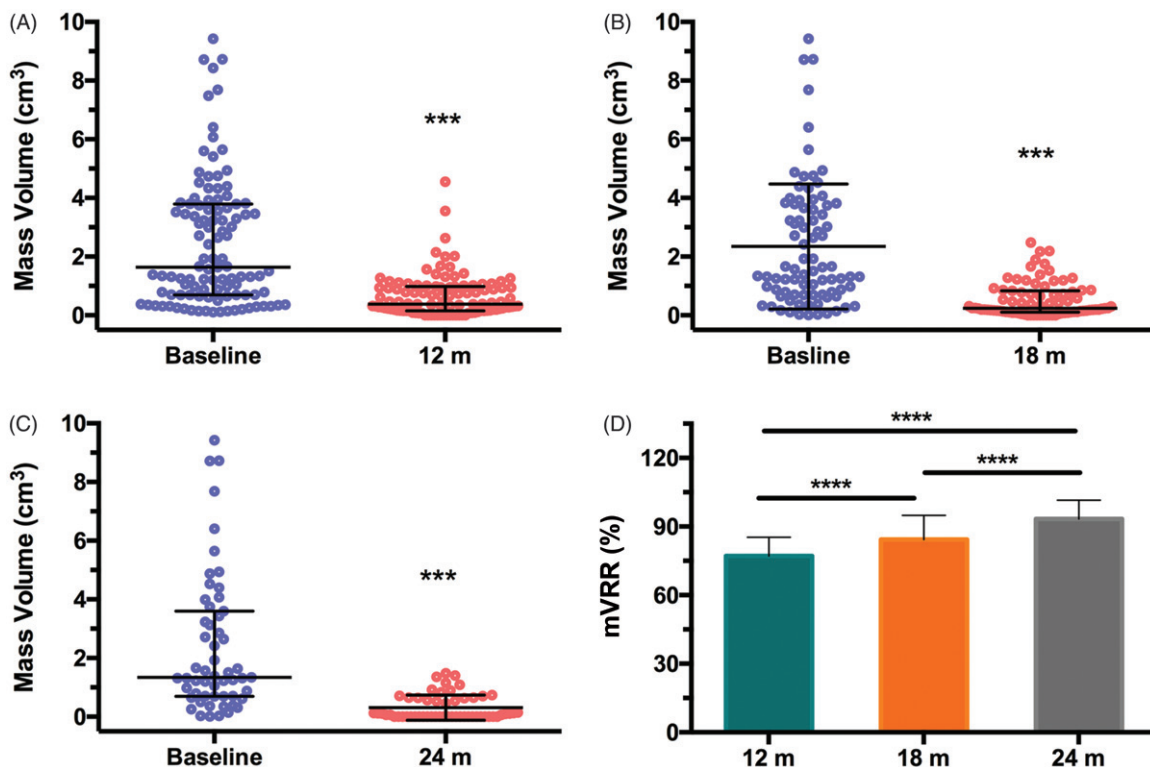 (A)
Mass Volume (cm³)
10
8
6
4
2
0
***
Baseline 12 m
(B)
Mass Volume (cm³)
10
8
6
4
2
0
***
Basline 18 m
(C)
Mass Volume (cm³)
10
8
6
4
2
0
***
Baseline 24 m
(D)
mVRR (%)
120
90
60
30
0
****
**** ****
12 m 18 m 24 m